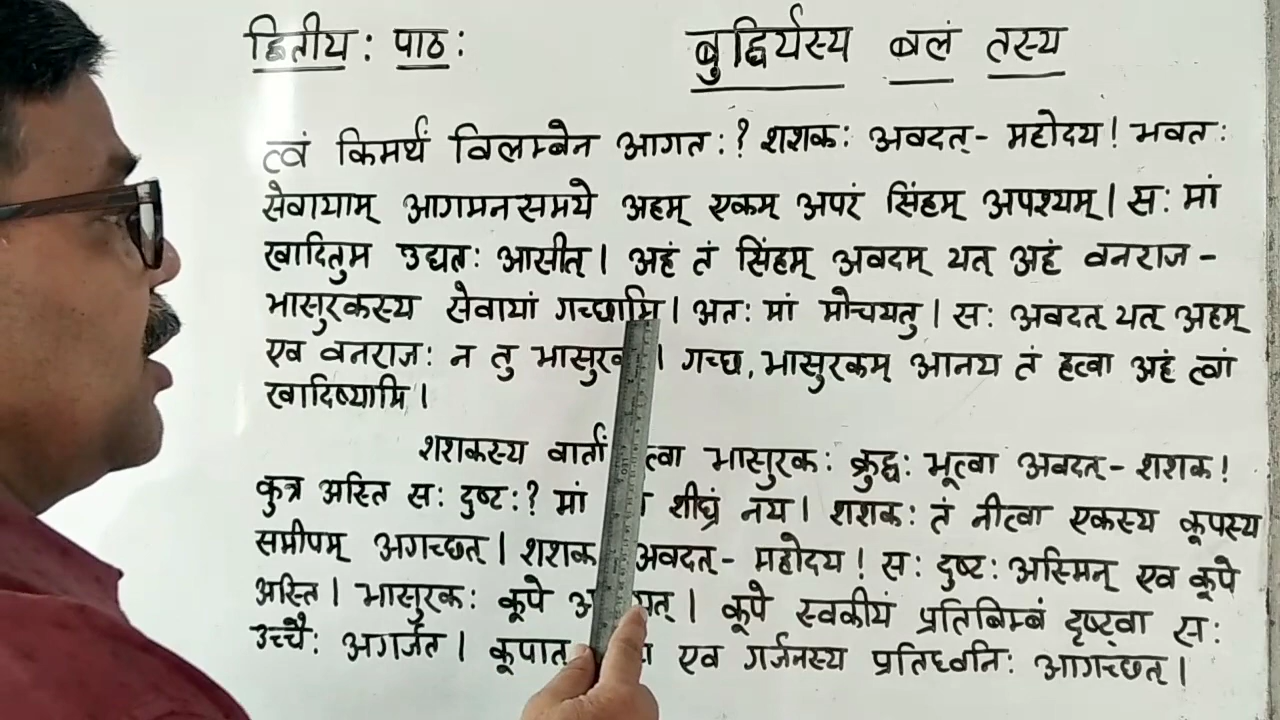 द्वितीय: पाठ: बुद्धिर्यस्य बलं तस्य
त्वं किमर्थं विलम्बेन आगत:? शशक: अवदत्- महोदय! भवत:
सेवायाम् आगमनसमये अहम् एकम् अपरं सिंहम् अपश्यम्। स: मां
खादितुम उद्यत: आसीत्। अहं तं सिंहम् अवदम् यत् अहं वनराज-
भासुरकस्य सेवायां गच्छामि। अत: मां मोचयतु। स: अवदत् यत् अहम्
एव वनराज: न तु । गच्छ, भासुरकम् आनय तं हत्वा अहं त्वां
खादिष्यामि।
शशकस्य वार्तां भासुरक: क्रुद्ध: भूत्वा अवदत्- शशक!
कुत्र अस्ति स: दुष्ट:? मां शीघ्रं नय। शशक: तं नीत्वा एकस्य कूपस्य
समीपम् अगच्छत्। शशक अवदत्- महोदय! स: दुष्ट: अस्मिन् एव कूपे
अस्ति। भासुरक: कूपे । कूपे स्वकीयं प्रतिबिम्बं दृष्ट्वा स:
उच्चै: अगर्जत। कूपात एव गर्जनस्य प्रतिध्वनि: आगच्छत्।